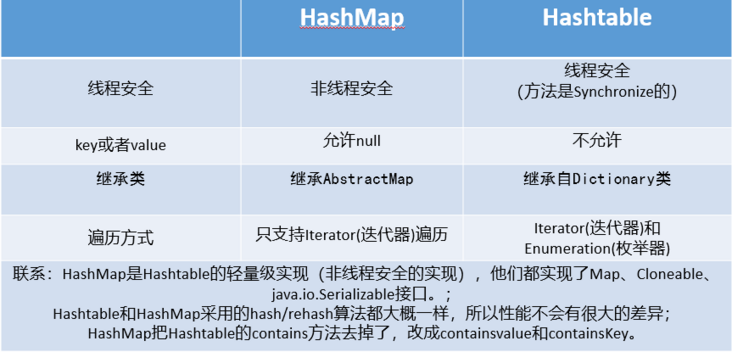 HashMap Hashtable
线程安全 非线程安全 线程安全
(方法是Synchronize的)
key或者value 允许null 不允许
继承类 继承AbstractMap 继承自Dictionary类
遍历方式 只支持Iterator(迭代器)遍历 Iterator(迭代器)和
Enumeration(枚举器)
联系：HashMap是Hashtable的轻量级实现（非线程安全的实现），他们都实现了Map、Cloneable、
java.io.Serializable接口。；
Hashtable和HashMap采用的hash/rehash算法都大概一样，所以性能不会有很大的差异；
HashMap把Hashtable的contains方法去掉了，改成containsvalue和containsKey。